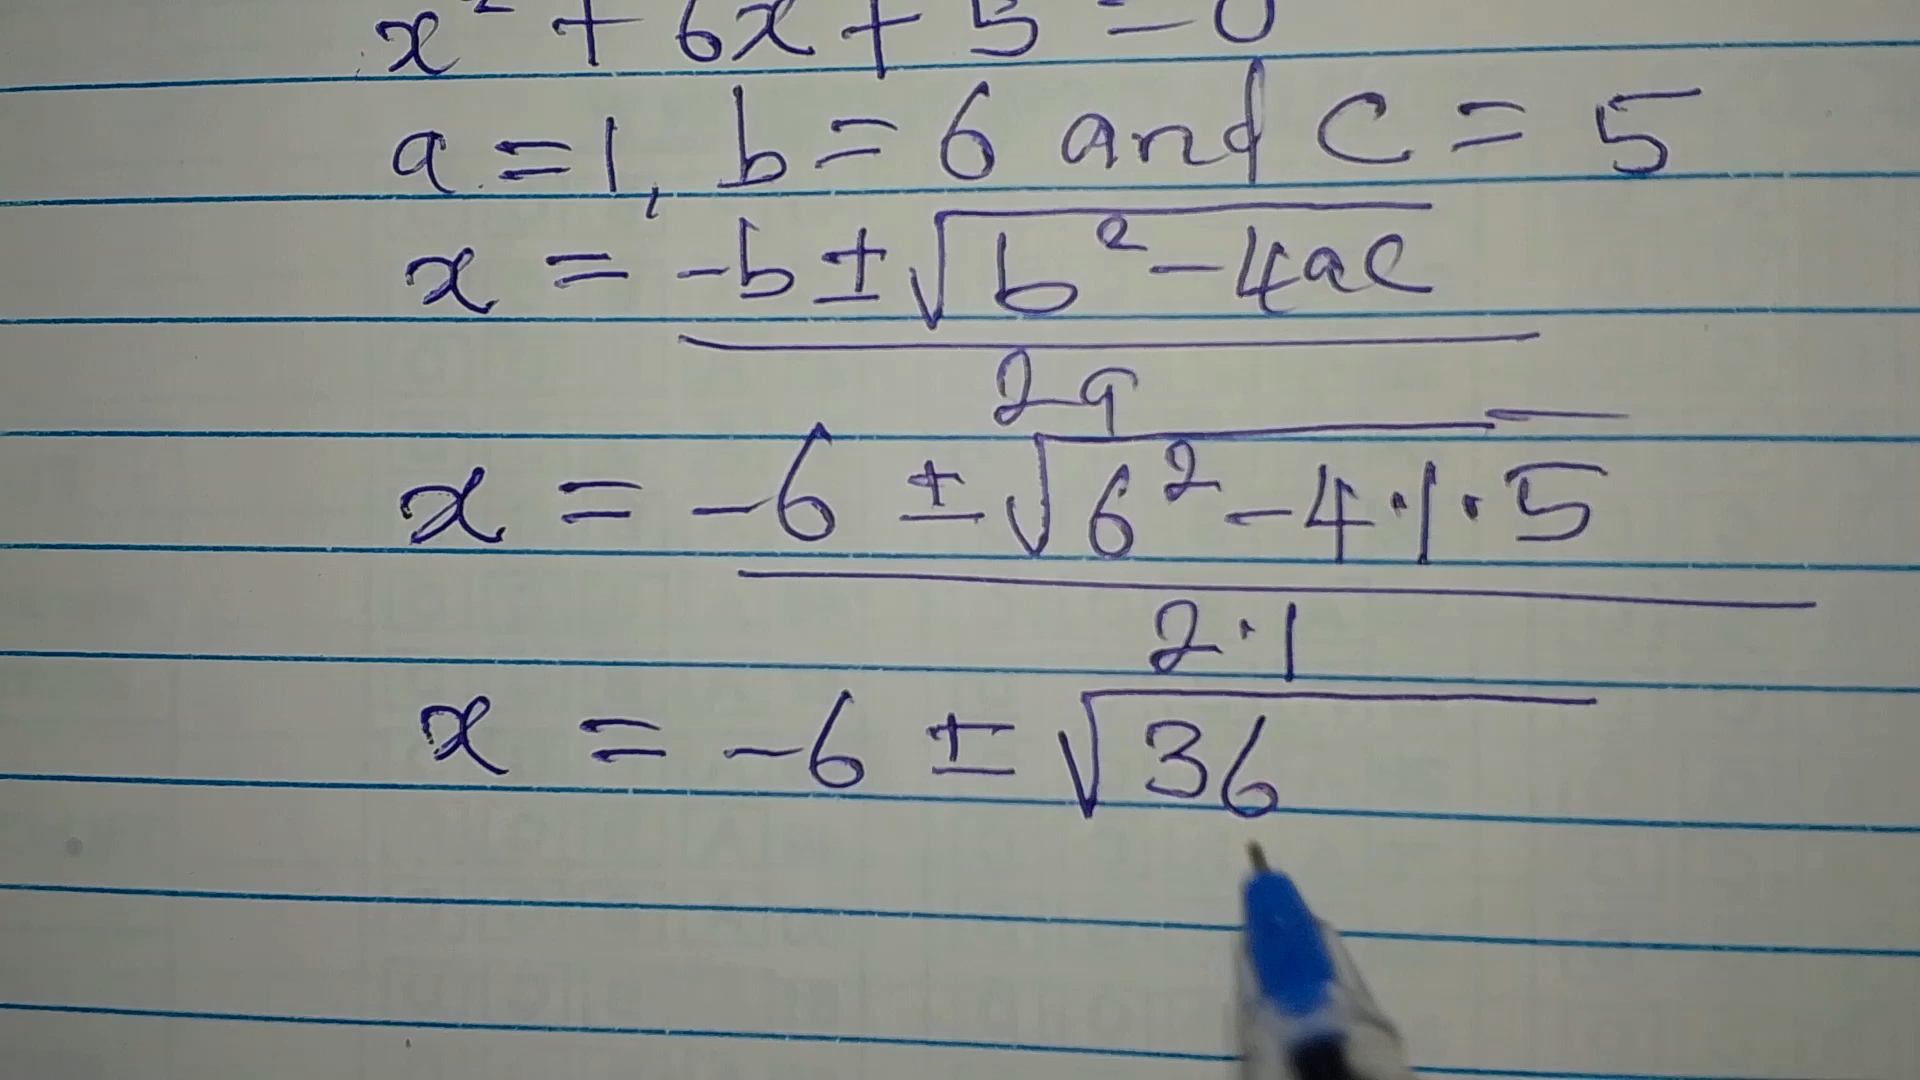 x² + 6x + 5 = 0
a = 1, b = 6 and c = 5
x = -b ± √b² - 4ac
2a
x = -6 ± √6² - 4·1·5
2·1
x = -6 ± √36